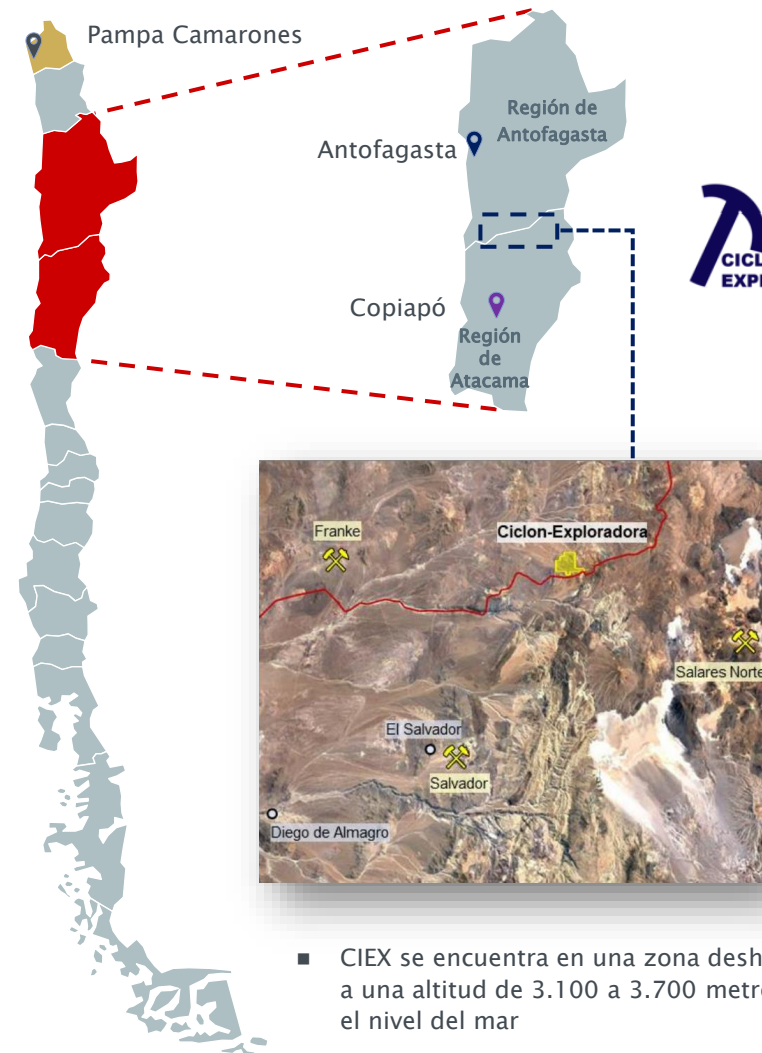 Pampa Camarones
Región de
Antofagasta
Antofagasta
Copiapó
Región
de
Atacama
Franke
Ciclon-Exploradora
Salares Norte
El Salvador
Salvador
Diego de Almagro
■ CIEX se encuentra en una zona
a una altitud de 3.100 a 3.700
el nivel del mar